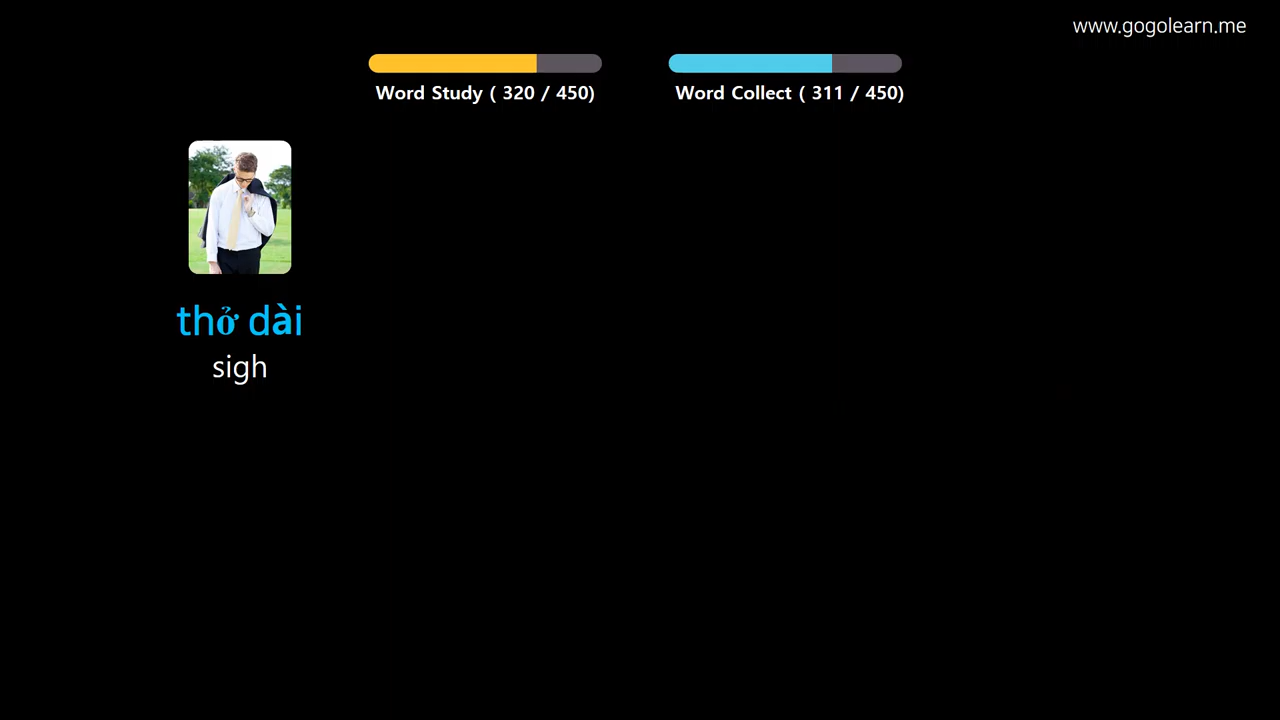 www.gogolearn.me
Word Study ( 320 / 450)
Word Collect ( 311 / 450)
thở dài
sigh